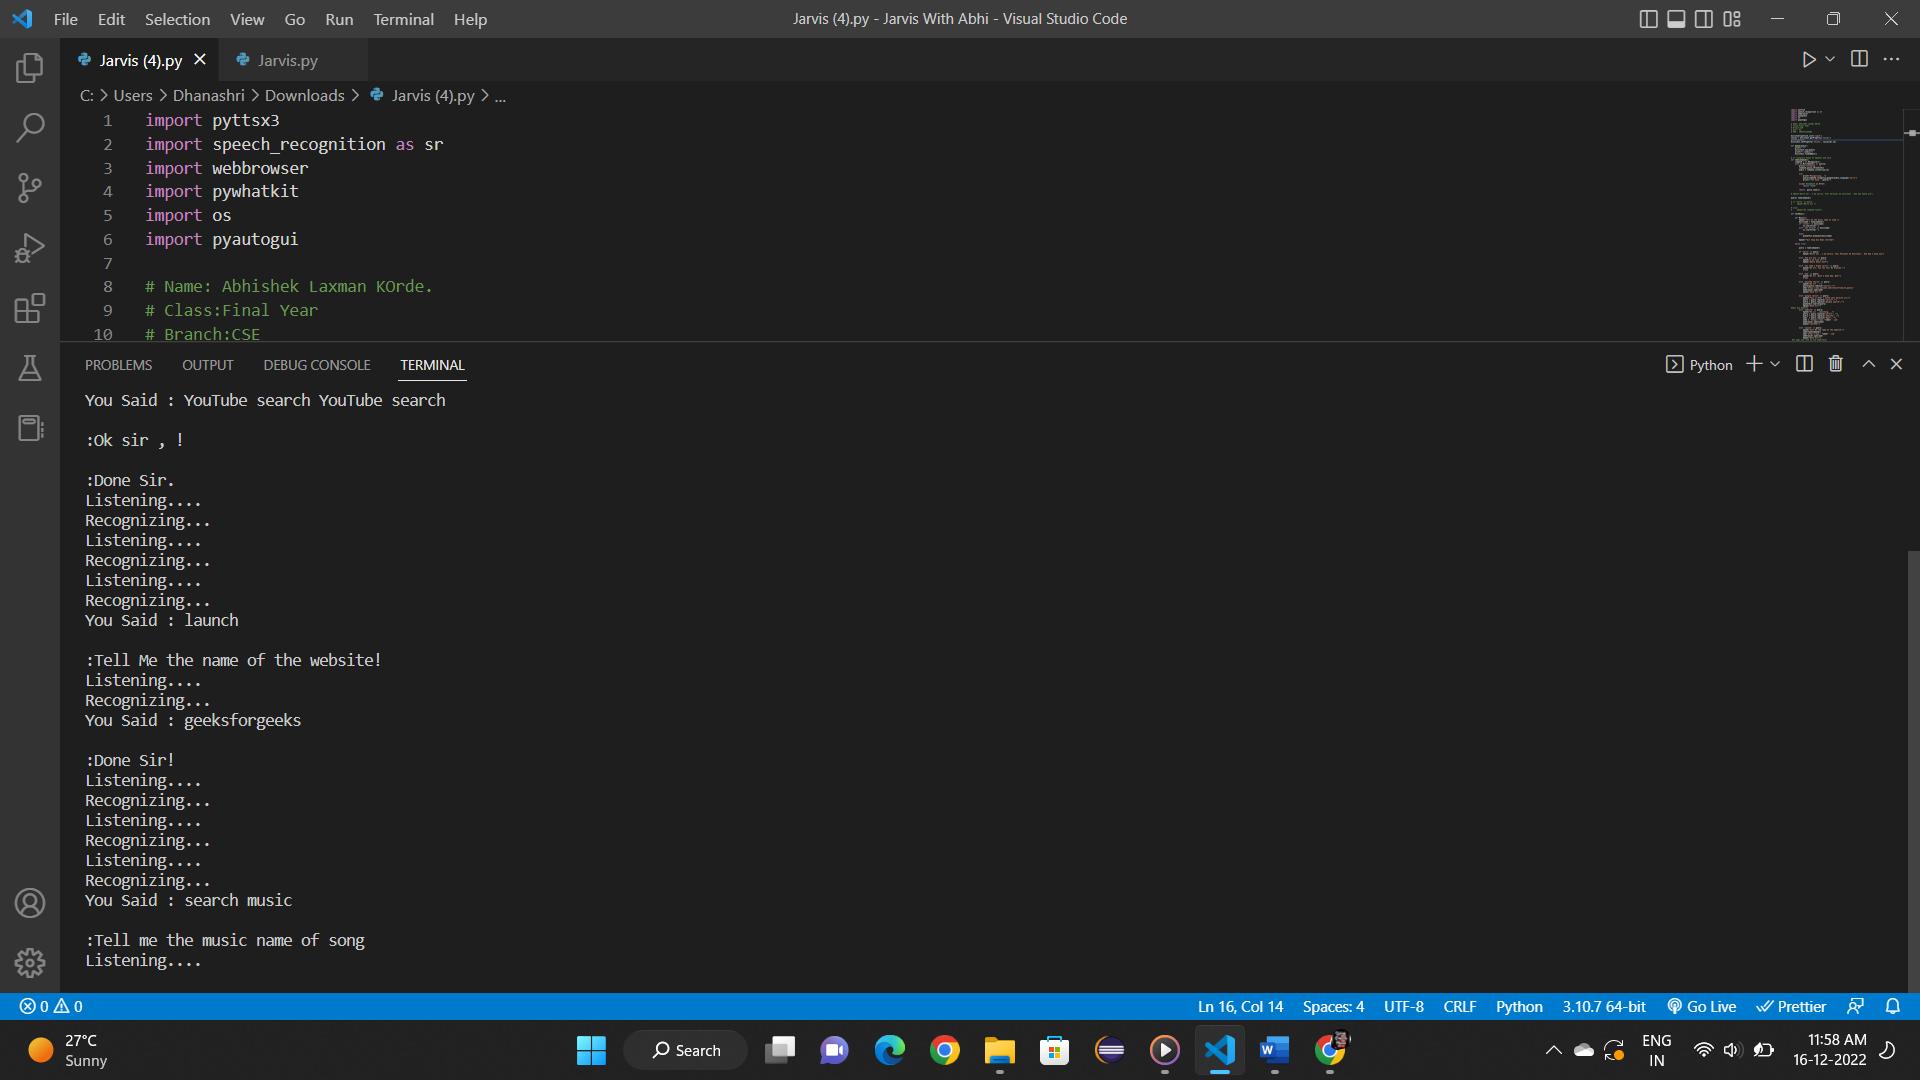 File Edit Selection View Go Run Terminal Help
Jarvis (4).py - Jarvis With Abhi - Visual Studio Code
Jarvis (4).py
Jarvis.py
C: > Users > Dhanashri > Downloads > Jarvis (4).py > ...
1 import pyttsx3
2 import speech_recognition as sr
3 import webbrowser
4 import pywhatkit
5 import os
6 import pyautogui
7
8 # Name: Abhishek Laxman KOrde.
9 # Class:Final Year
10 # Branch:CSE
PROBLEMS OUTPUT DEBUG CONSOLE TERMINAL
Python
You Said : YouTube search YouTube search
:Ok sir , !
:Done Sir.
Listening....
Recognizing...
Listening....
Recognizing...
Listening....
Recognizing...
You Said : launch
:Tell Me the name of the website!
Listening....
Recognizing...
You Said : geeksforgeeks
:Done Sir!
Listening....
Recognizing...
Listening....
Recognizing...
Listening....
Recognizing...
You Said : search music
:Tell me the music name of song
Listening....
0 0
Ln 16, Col 14 Spaces: 4 UTF-8 CRLF Python 3.10.7 64-bit Go Live Prettier
27°C
Sunny
Search
ENG
IN
11:58 AM
16-12-2022